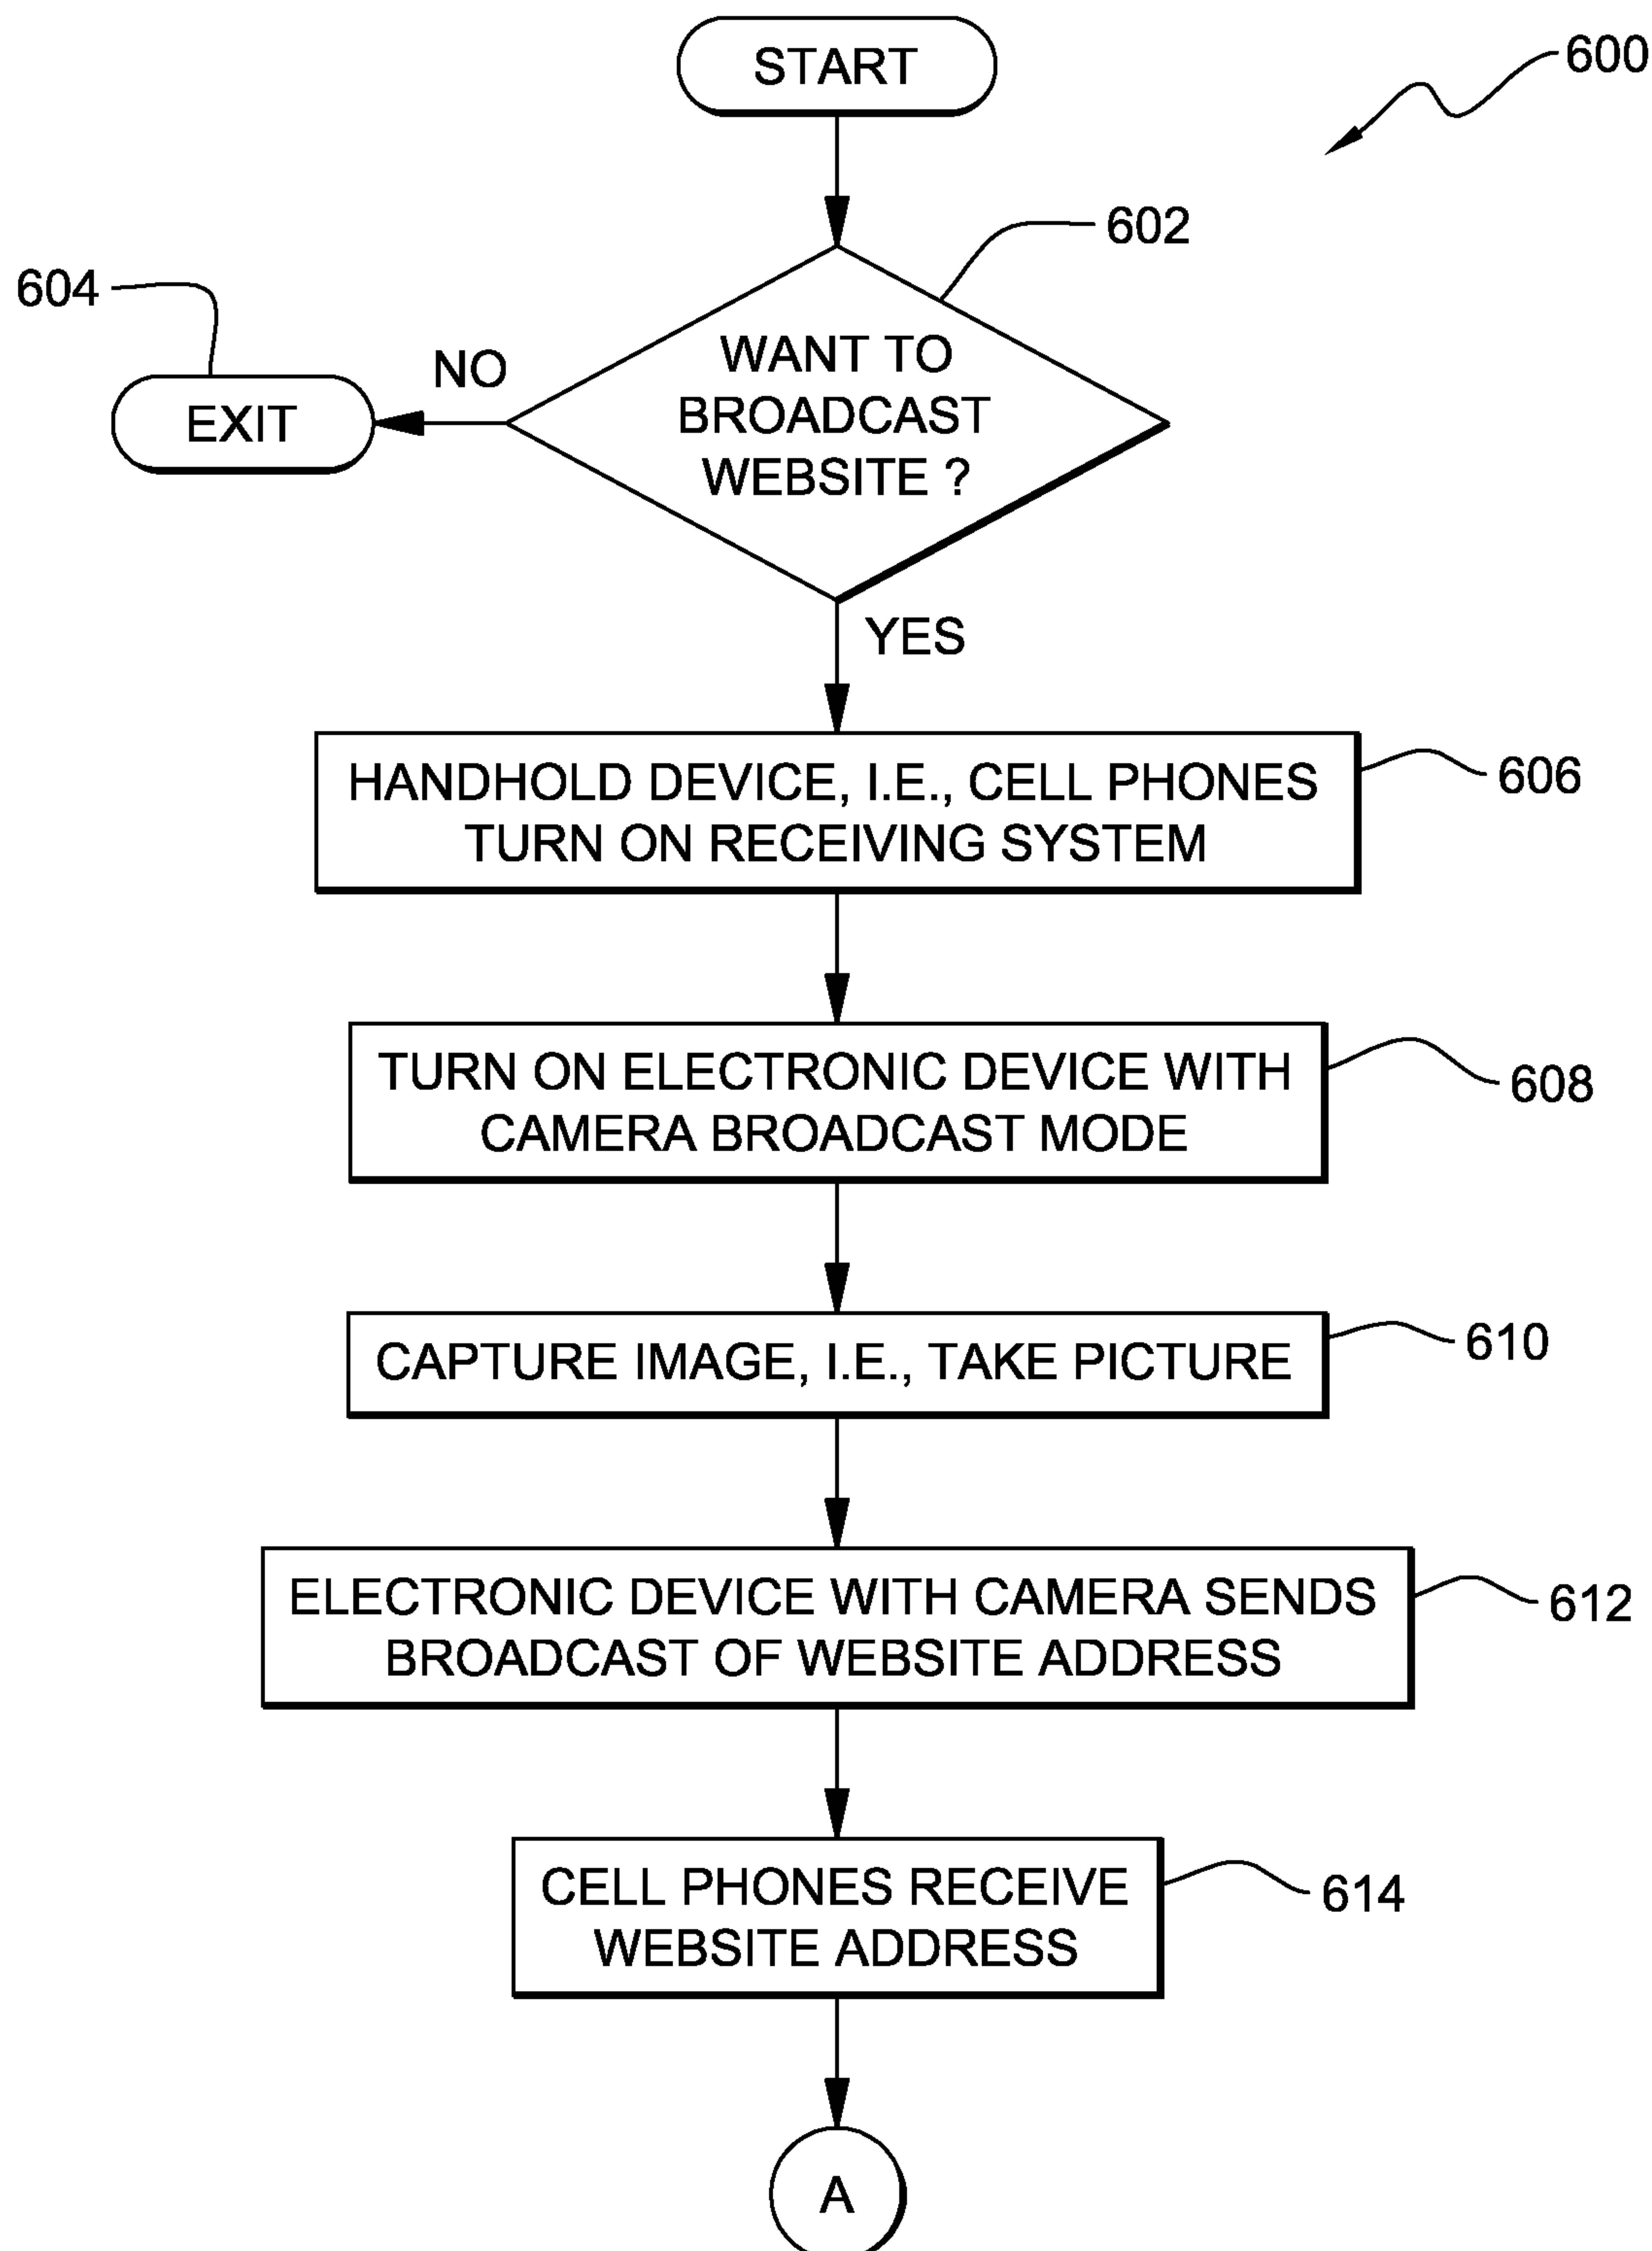 START
600
602
604
WANT TO
BROADCAST
WEBSITE ?
NO
EXIT
YES
HANDHOLD DEVICE, I.E., CELL PHONES
TURN ON RECEIVING SYSTEM
606
TURN ON ELECTRONIC DEVICE WITH
CAMERA BROADCAST MODE
608
CAPTURE IMAGE, I.E., TAKE PICTURE
610
ELECTRONIC DEVICE WITH CAMERA SENDS
BROADCAST OF WEBSITE ADDRESS
612
CELL PHONES RECEIVE
WEBSITE ADDRESS
614
A